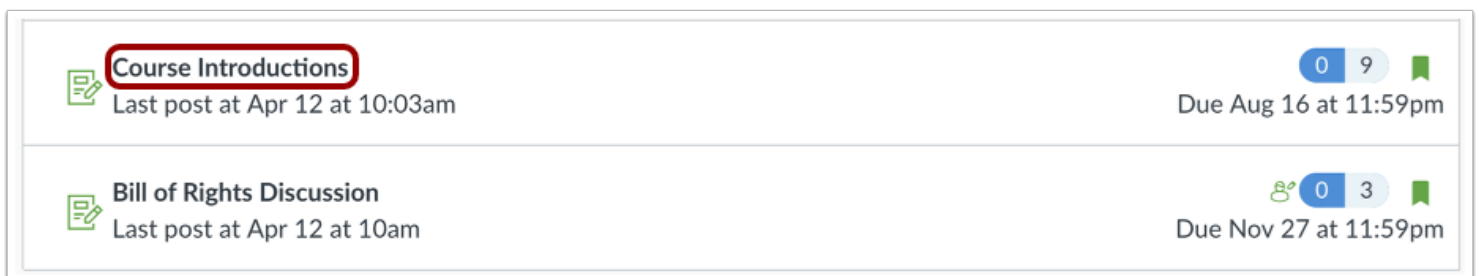 Course Introductions
0 9
Last post at Apr 12 at 10:03am
Due Aug 16 at 11:59pm
Bill of Rights Discussion
0 3
Last post at Apr 12 at 10am
Due Nov 27 at 11:59pm